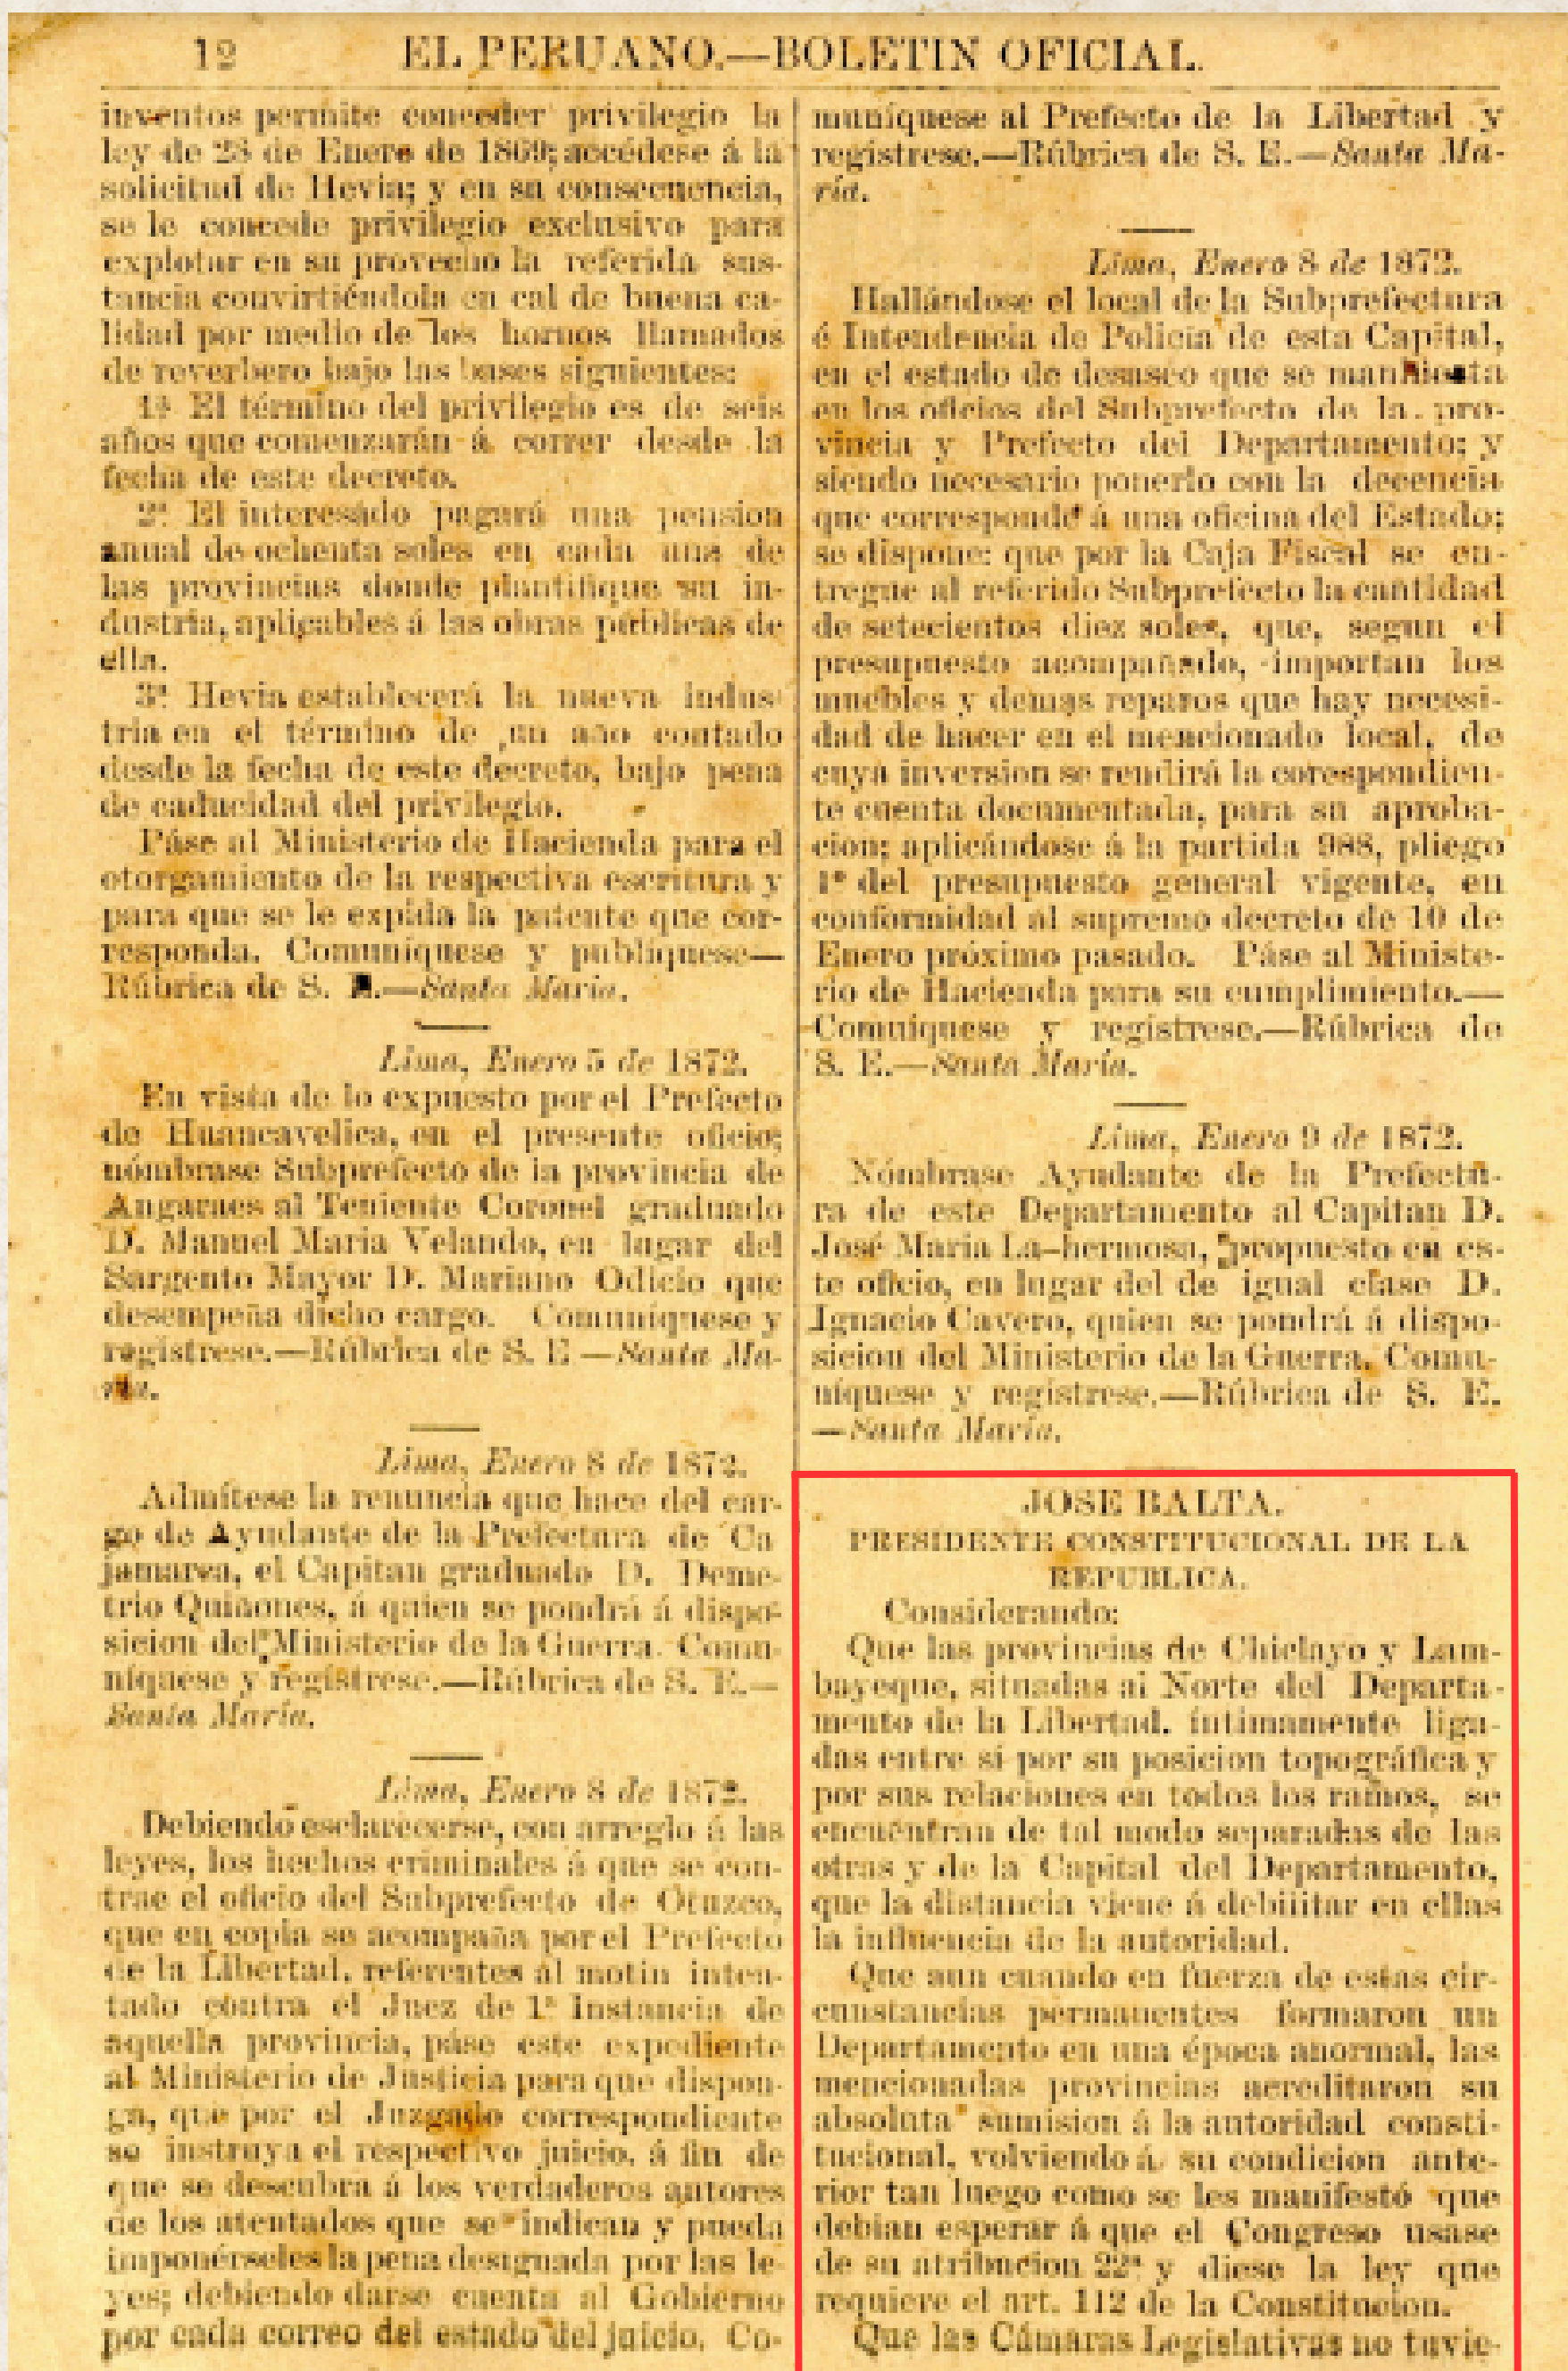 12 EL PERUANO.—BOLETIN OFICIAL.
inventos permite conceder privilegio la
ley de 28 de Enero de 1869; accédese á la
solicitud de Hevia; y en su consecuencia,
se le concede privilegio exclusivo para
explotar en su provecho la referida sus-
tancia convirtiéndola en cal de buena ca-
lidad por medio de los hornos llamados
de reverbero bajo las bases siguientes:
1ª El término del privilegio es de seis
años que comenzarán á correr desde la
fecha de este decreto.
2ª El interesado pagará una pension
anual de ochenta soles en cada una de
las provincias donde plantifique su in-
dustria, aplicables á las obras públicas de
ella.
3ª Hevia establecerá la nueva indus-
tria en el término de un año contado
desde la fecha de este decreto, bajo pena
de caducidad del privilegio.
Páse al Ministerio de Hacienda para el
otorgamiento de la respectiva escritura y
para que se le expida la patente que cor-
responda. Comuníquese y publíquese—
Rúbrica de S. E.—Santa María.
Lima, Enero 5 de 1872.
En vista de lo expuesto por el Prefecto
de Huancavelica, en el presente oficio;
nómbrase Subprefecto de la provincia de
Angaraes al Teniente Coronel graduado
D. Manuel Maria Velando, en lugar del
Sargento Mayor D. Mariano Odicio que
desempeña dicho cargo. Comuníquese y
regístrese.—Rúbrica de S. E —Santa Ma-
ría.
Lima, Enero 8 de 1872.
Admítese la renuncia que hace del car-
go de Ayudante de la Prefectura de Ca
jamarca, el Capitan graduado D. Deme-
trio Quiñones, á quien se pondrá á dispo-
sicion del Ministerio de la Guerra. Comu-
níquese y regístrese.—Rúbrica de S. E.—
Santa María.
Lima, Enero 8 de 1872.
Debiendo esclarecerse, con arreglo á las
leyes, los hechos criminales á que se con-
trae el oficio del Subprefecto de Otuzco,
que en copia se acompaña por el Prefecto
de la Libertad, referentes al motin inten-
tado contra el Juez de 1ª Instancia de
aquella provincia, páse este expediente
al Ministerio de Justicia para que dispon-
ga, que por el Juzgado correspondiente
se instruya el respectivo juicio, á fin de
que se descubra á los verdaderos autores
de los atentados que se indican y pueda
imponérseles la pena designada por las le-
yes; debiendo darse cuenta al Gobierno
por cada correo del estado del juicio. Co-
muníquese al Prefecto de la Libertad y
regístrese.—Rúbrica de S. E.—Santa Ma-
ría.
Lima, Enero 8 de 1872.
Hallándose el local de la Subprefectura
é Intendencia de Policia de esta Capital,
en el estado de desaseo que se manifiesta
en los oficios del Subprefecto de la pro-
vincia y Prefecto del Departamento; y
siendo necesario ponerlo con la decencia
que corresponde á una oficina del Estado;
se dispone: que por la Caja Fiscal se en-
tregue al referido Subprefecto la cantidad
de setecientos diez soles, que, segun el
presupuesto acompañado, importan los
muebles y demas reparos que hay necesi-
dad de hacer en el mencionado local, de
cuya inversion se rendirá la corespondien-
te cuenta documentada, para su aproba-
cion; aplicándose á la partida 988, pliego
1º del presupuesto general vigente, en
conformidad al supremo decreto de 10 de
Enero próximo pasado. Páse al Ministe-
rio de Hacienda para su cumplimiento.—
Comuníquese y regístrese.—Rúbrica de
S. E.—Santa María.
Lima, Enero 9 de 1872.
Nómbrase Ayudante de la Prefectu-
ra de este Departamento al Capitan D.
José Maria La-hermosa, propuesto en es-
te oficio, en lugar del de igual clase D.
Ignacio Cavero, quien se pondrá á dispo-
sicion del Ministerio de la Guerra. Comu-
níquese y regístrese.—Rúbrica de S. E.
—Santa María.
JOSE BALTA.
PRESIDENTE CONSTITUCIONAL DE LA
REPUBLICA.
Considerando:
Que las provincias de Chiclayo y Lam-
bayeque, situadas al Norte del Departa-
mento de la Libertad, íntimamente liga-
das entre sí por su posicion topográfica y
por sus relaciones en todos los ramos, se
encuentran de tal modo separadas de las
otras y de la Capital del Departamento,
que la distancia viene á debilitar en ellas
la influencia de la autoridad.
Que aun cuando en fuerza de estas cir-
cunstancias permanentes formaron un
Departamento en una época anormal, las
mencionadas provincias acreditaron su
absoluta sumision á la autoridad consti-
tucional, volviendo á su condicion ante-
rior tan luego como se les manifestó que
debian esperar á que el Congreso usase
de su atribucion 22ª y diese la ley que
requiere el art. 112 de la Constitucion.
Que las Cámaras Legislativas no tuvie-